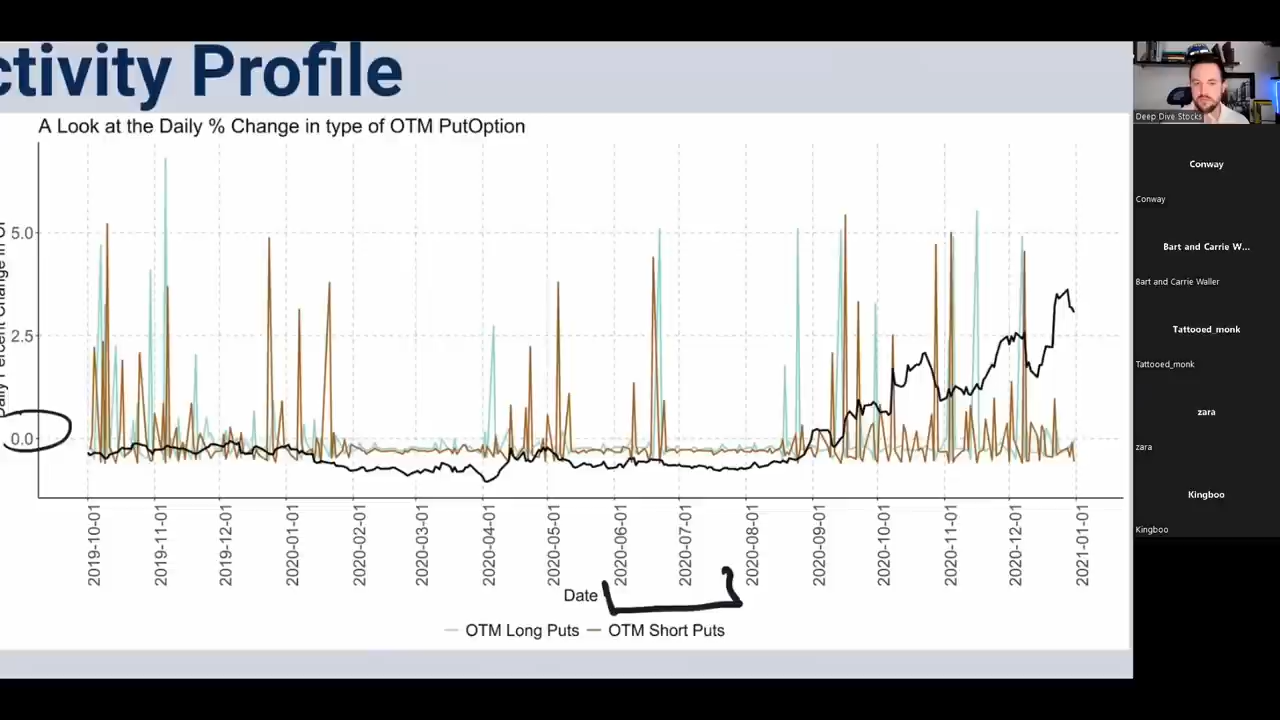 ctivity Profile
A Look at the Daily % Change in type of OTM PutOption
Daily Percent Change in
5.0
2.5
0.0
2019-10-01
2019-11-01
2019-12-01
2020-01-01
2020-02-01
2020-03-01
2020-04-01
2020-05-01
2020-06-01
2020-07-01
2020-08-01
2020-09-01
2020-10-01
2020-11-01
2020-12-01
2021-01-01
Date
OTM Long Puts
OTM Short Puts
Deep Dive Stocks
Conway
Conway
Bart and Carrie W...
Bart and Carrie Waller
Tattooed_monk
Tattooed_monk
zara
zara
Kingboo
Kingboo